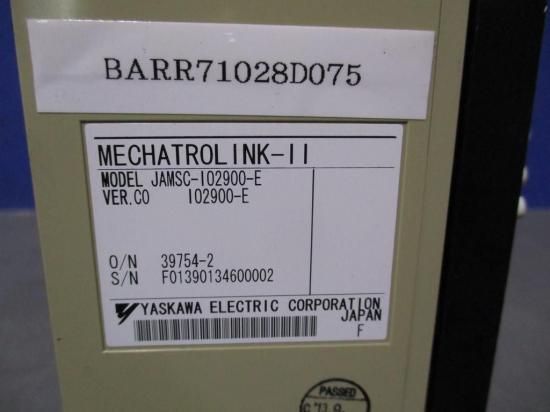 BARR71028D075
MECHATROLINK-II
MODEL JAMSC-IO2900-E
VER.CO IO2900-E
O/N 39754-2
S/N F01390134600002
YASKAWA ELECTRIC CORPORATION
JAPAN
F
PASSED